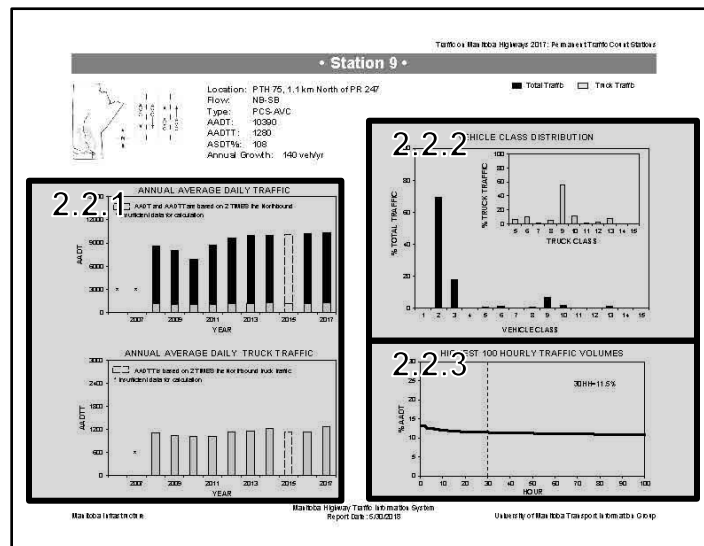 Traffic on Manitoba Highways 2017: Permanent Traffic Count Stations
• Station 9 •
Location: PTH 75, 1.1 km North of PR 247
Flow: NB-SB
Type: PCS-AVC
AADT: 10390
AADTT: 1280
ASDT%: 108
Annual Growth: 140 veh/yr
Total Traffic
Truck Traffic
2.2.1
ANNUAL AVERAGE DAILY TRAFFIC
AADT and AADTT are based on 2 TIMES the Northbound
insufficient data for calculation
15000
12000
9000
6000
3000
0
AADT
2007 2009 2011 2013 2015 2017
YEAR
ANNUAL AVERAGE DAILY TRUCK TRAFFIC
AADTT is based on 2 TIMES the Northbound truck traffic
* insufficient data for calculation
3000
2400
1800
1200
600
0
AADTT
2007 2009 2011 2013 2015 2017
YEAR
2.2.2
VEHICLE CLASS DISTRIBUTION
80
60
40
20
0
% TOTAL TRAFFIC
100
80
60
40
20
0
% TRUCK TRAFFIC
5 6 7 8 9 10 11 12 13 14 15
TRUCK CLASS
1 2 3 4 5 6 7 8 9 10 11 12 13 14 15
VEHICLE CLASS
2.2.3
HIGHEST 100 HOURLY TRAFFIC VOLUMES
30
25
20
15
10
5
0
% AADT
30HH=11.5%
0 10 20 30 40 50 60 70 80 90 100
HOUR
Manitoba Infrastructure
Manitoba Highway Traffic Information System
Report Date: 5/30/2018
University of Manitoba Transport Information Group